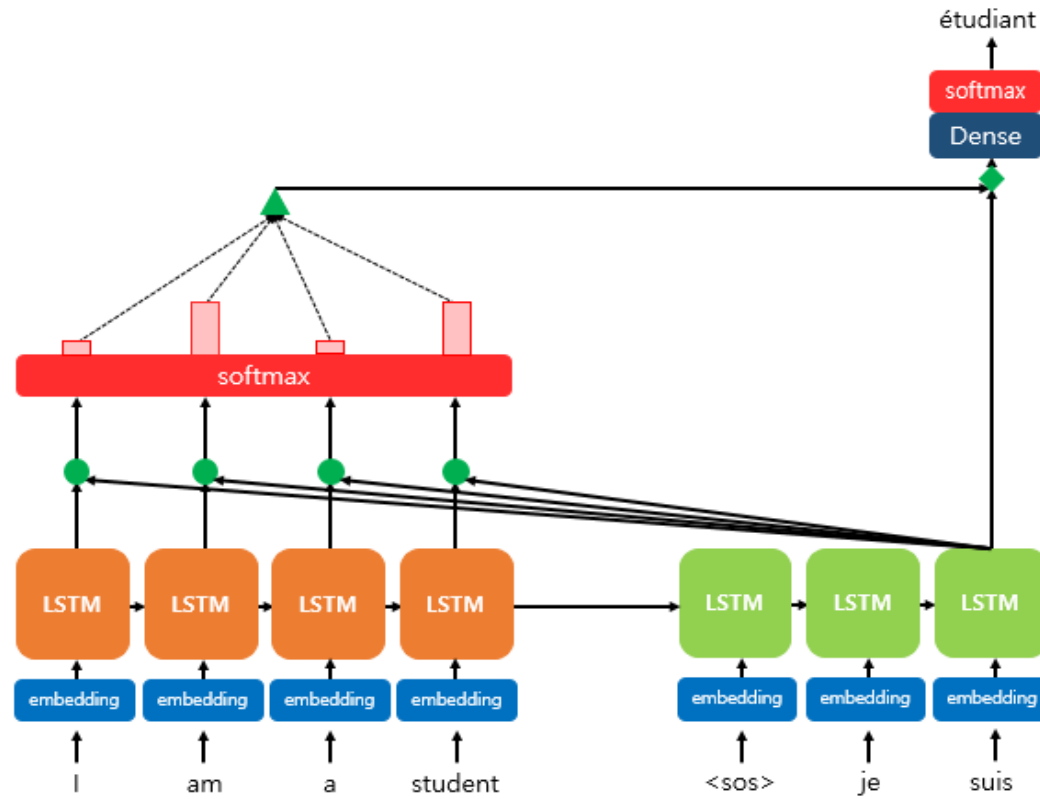 étudiant
softmax
Dense
softmax
LSTM LSTM LSTM LSTM LSTM LSTM LSTM
embedding embedding embedding embedding embedding embedding embedding
I am a student <sos> je suis